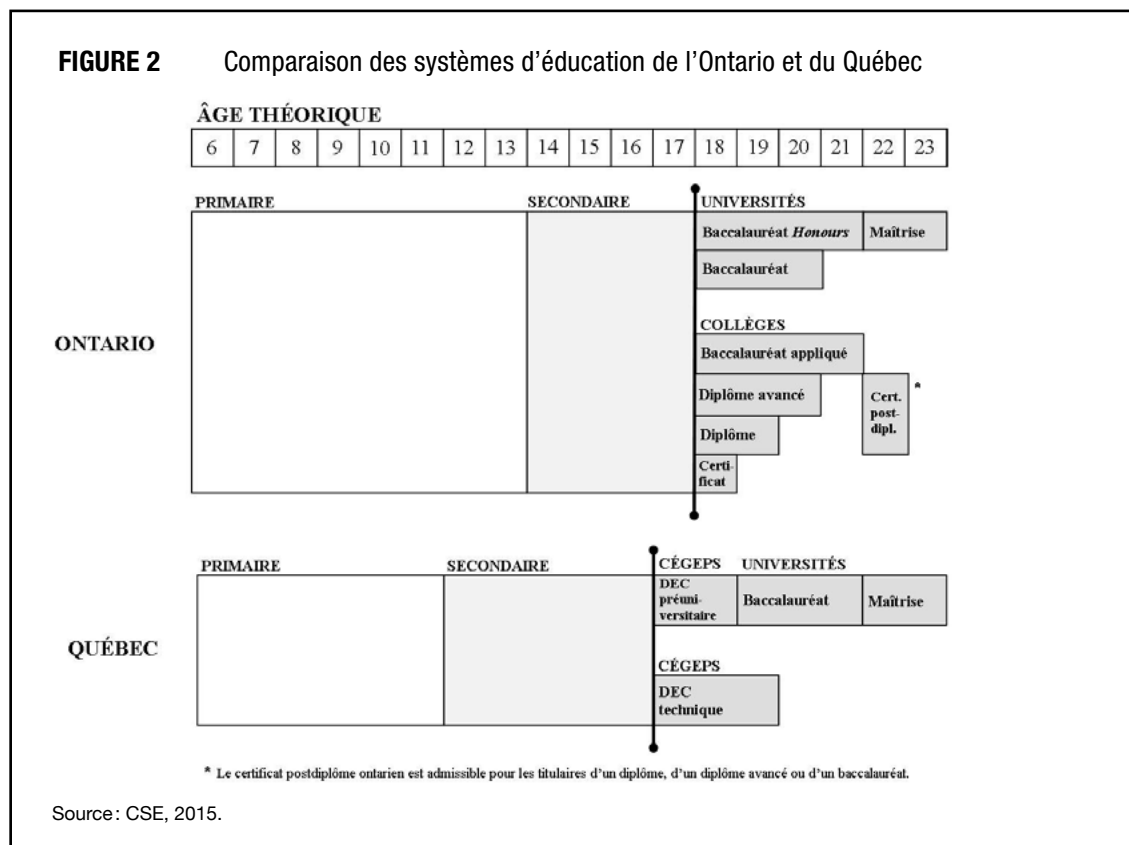 FIGURE 2 Comparaison des systèmes d'éducation de l'Ontario et du Québec
ÂGE THÉORIQUE
6 7 8 9 10 11 12 13 14 15 16 17 18 19 20 21 22 23
PRIMAIRE SECONDAIRE UNIVERSITÉS
Baccalauréat Honours Maîtrise
Baccalauréat
ONTARIO
COLLÈGES
Baccalauréat appliqué
Diplôme avancé
Cert.
post-
dipl.
*
Diplôme
Certi-
ficat
PRIMAIRE SECONDAIRE CÉGEPS UNIVERSITÉS
DEC
préuni-
versitaire
Baccalauréat Maîtrise
QUÉBEC
CÉGEPS
DEC
technique
* Le certificat postdiplôme ontarien est admissible pour les titulaires d'un diplôme, d'un diplôme avancé ou d'un baccalauréat.
Source : CSE, 2015.